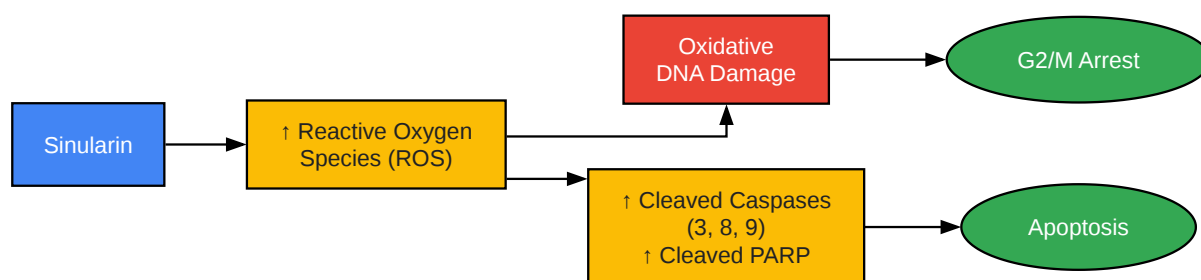 Sinularin
↑ Reactive Oxygen
Species (ROS)
Oxidative
DNA Damage
G2/M Arrest
↑ Cleaved Caspases
(3, 8, 9)
↑ Cleaved PARP
Apoptosis